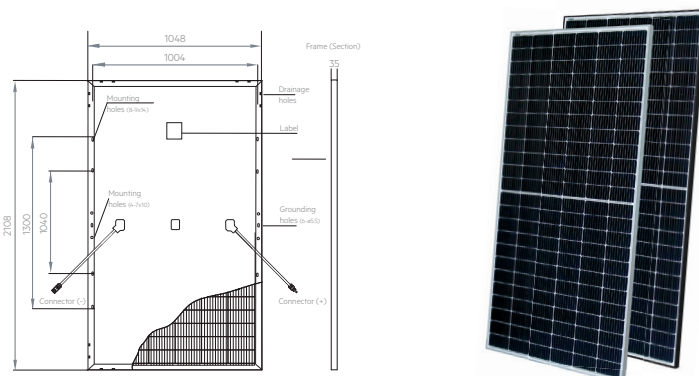 1048
Frame (Section)
1004
35
Mounting
holes (8-9x14)
Drainage
holes
Label
2108
1300
1040
Mounting
holes (4-7x10)
Grounding
holes (6-ø5.5)
Connector (-)
Connector (+)